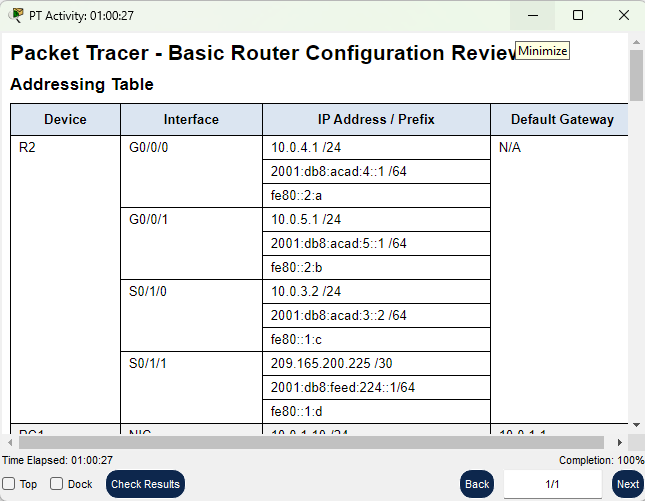 PT Activity: 01:00:27
Packet Tracer - Basic Router Configuration Review
Minimize
Addressing Table
Device Interface IP Address / Prefix Default Gateway
R2 G0/0/0 10.0.4.1 /24 N/A
2001:db8:acad:4::1 /64
fe80::2:a
G0/0/1 10.0.5.1 /24
2001:db8:acad:5::1 /64
fe80::2:b
S0/1/0 10.0.3.2 /24
2001:db8:acad:3::2 /64
fe80::1:c
S0/1/1 209.165.200.225 /30
2001:db8:feed:224::1/64
fe80::1:d
PC1 NIC 10.0.1.10 /24 10.0.1.1
Time Elapsed: 01:00:27 Completion: 100%
Top Dock Check Results Back 1/1 Next